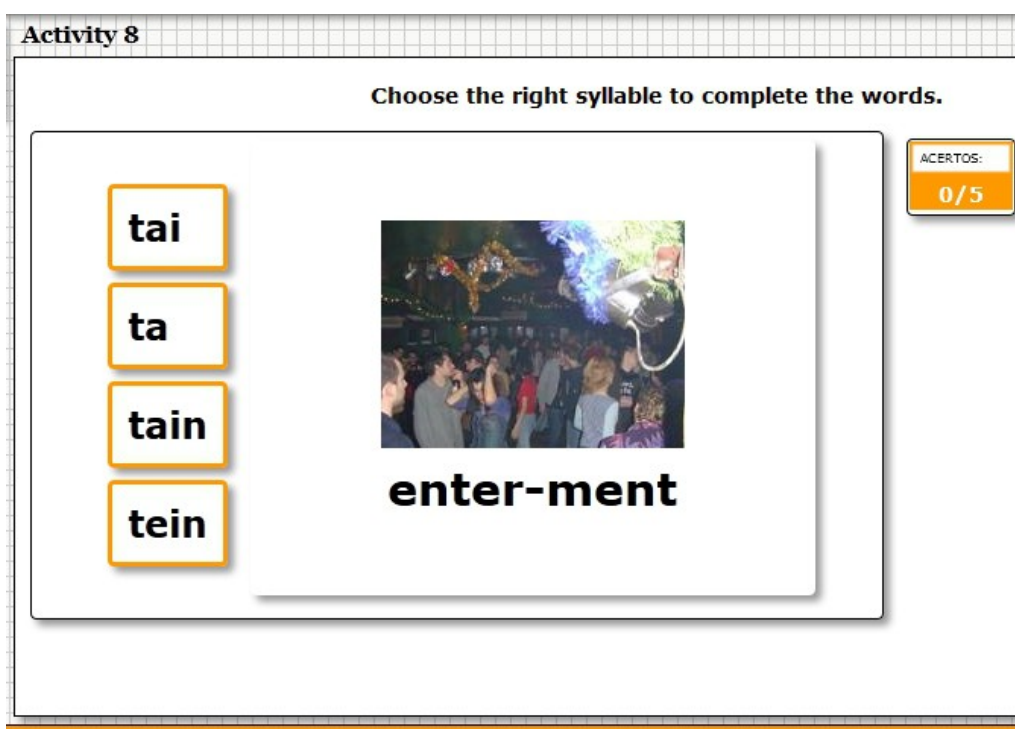 Activity 8
Choose the right syllable to complete the words.
ACERTOS:
0/5
tai
ta
tain
tein
enter-ment